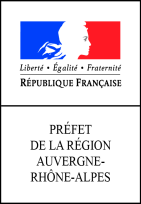 Liberté • Égalité • Fraternité
RÉPUBLIQUE FRANÇAISE
PRÉFET
DE LA RÉGION
AUVERGNE-
RHÔNE-ALPES